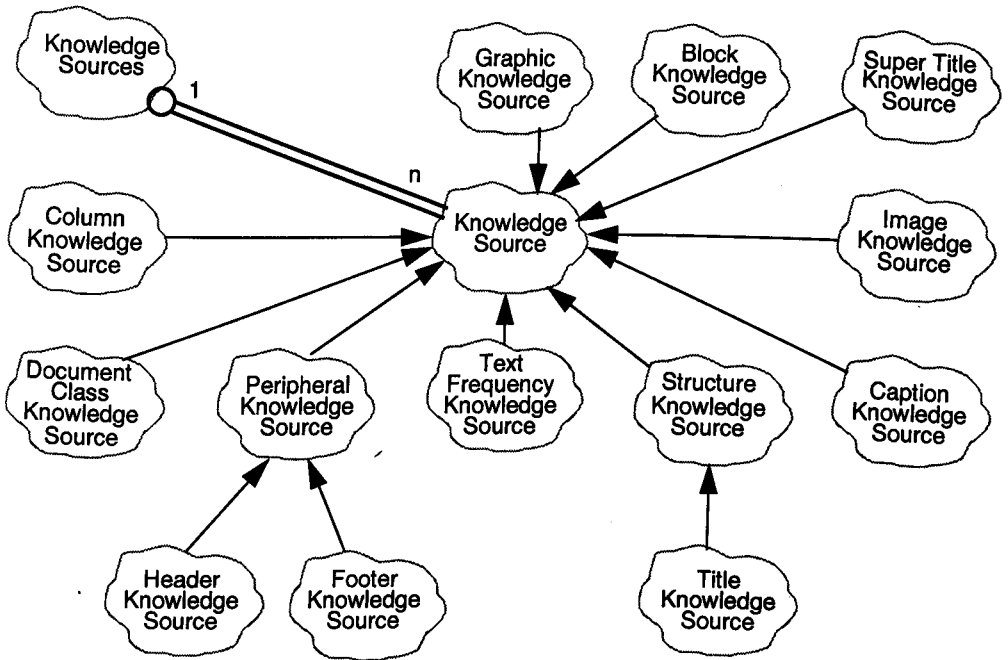 Knowledge
Sources
1
n
Graphic
Knowledge
Source
Block
Knowledge
Source
Super Title
Knowledge
Source
Column
Knowledge
Source
Knowledge
Source
Image
Knowledge
Source
Document
Class
Knowledge
Source
Peripheral
Knowledge
Source
Text
Frequency
Knowledge
Source
Structure
Knowledge
Source
Caption
Knowledge
Source
Header
Knowledge
Source
Footer
Knowledge
Source
Title
Knowledge
Source